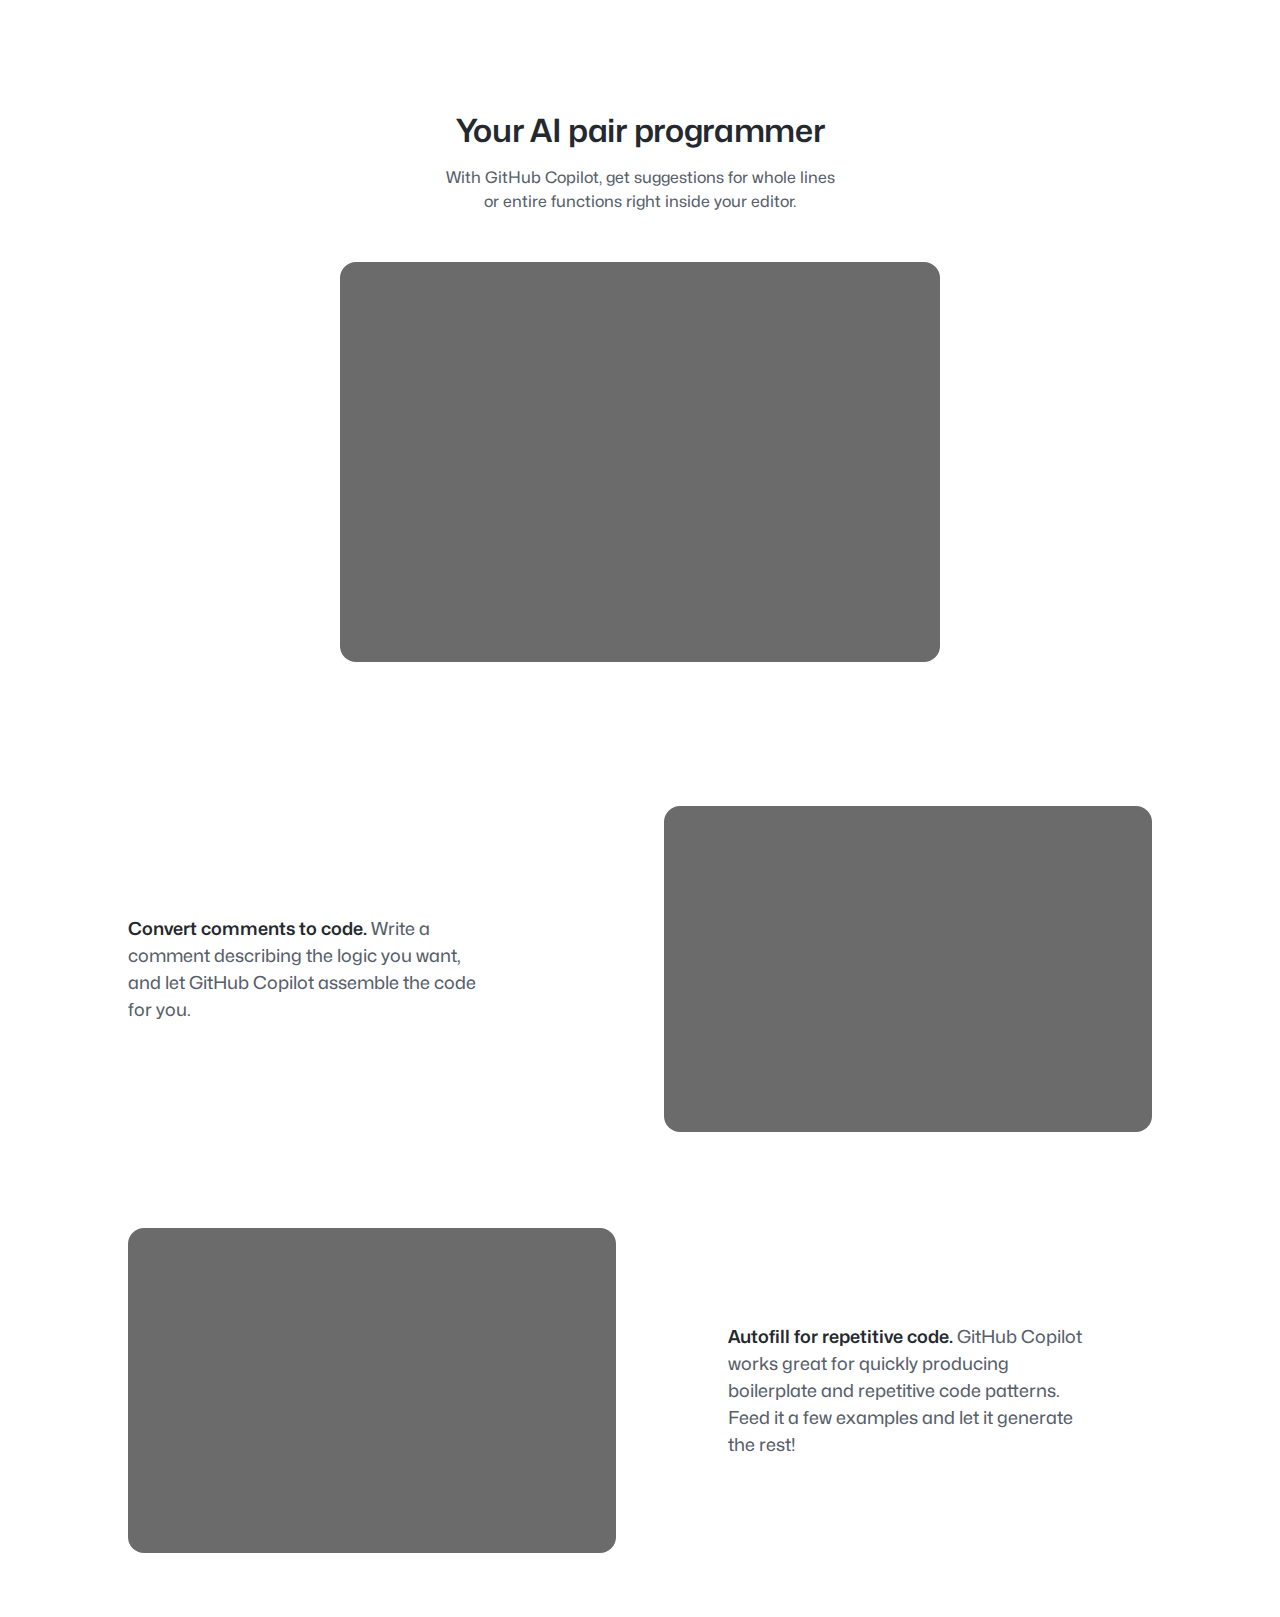 Your AI pair programmer
With GitHub Copilot, get suggestions for whole lines
or entire functions right inside your editor.
Convert comments to code. Write a
comment describing the logic you want,
and let GitHub Copilot assemble the code
for you.
Autofill for repetitive code. GitHub Copilot
works great for quickly producing
boilerplate and repetitive code patterns.
Feed it a few examples and let it generate
the rest!